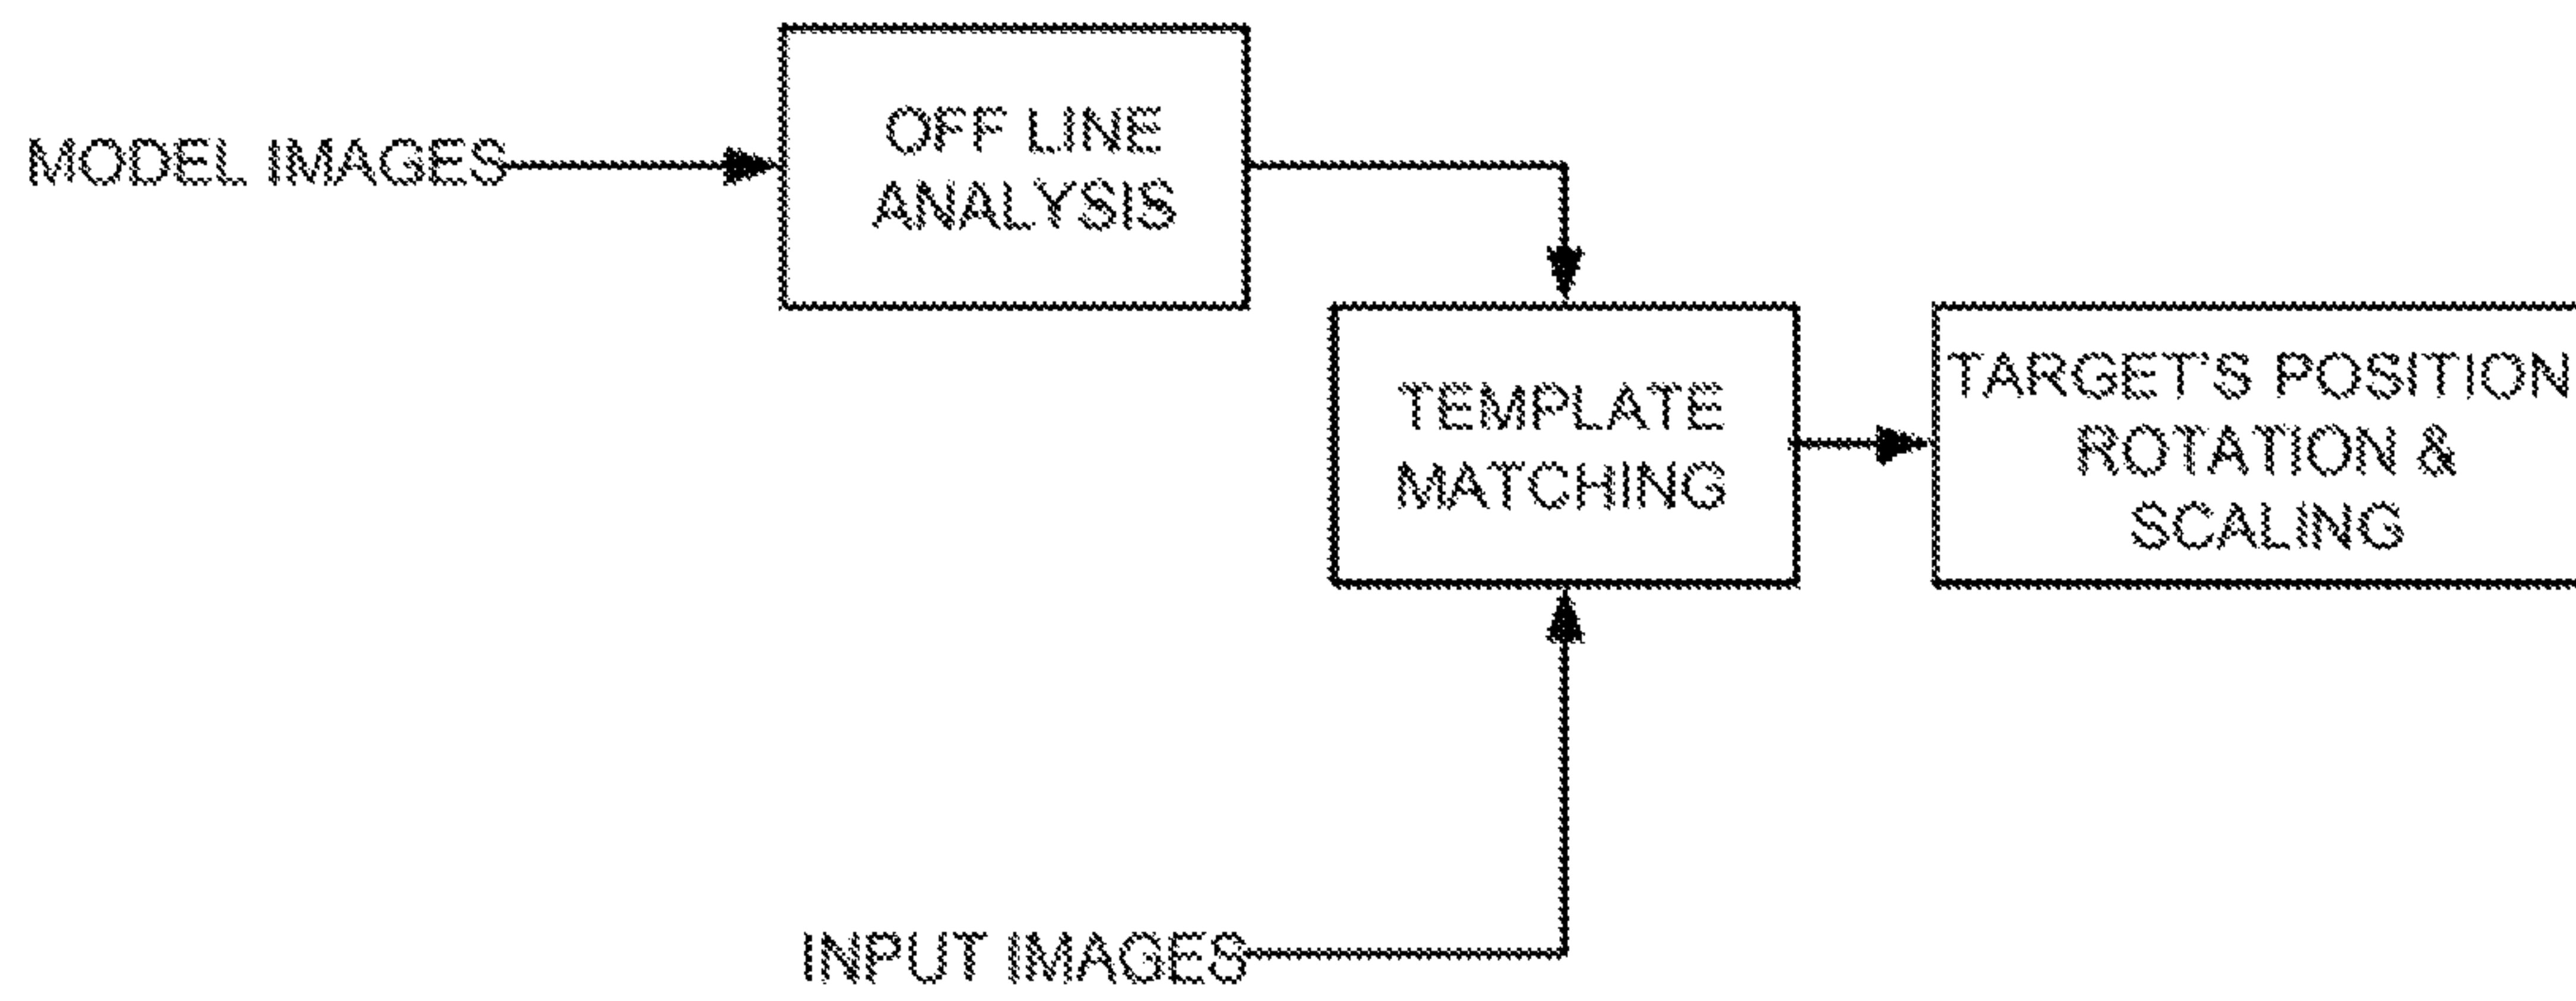 OFF LINE
ANALYSIS
MODEL IMAGES
TEMPLATE
MATCHING
TARGET'S POSITION
ROTATION &
SCALING
INPUT IMAGES